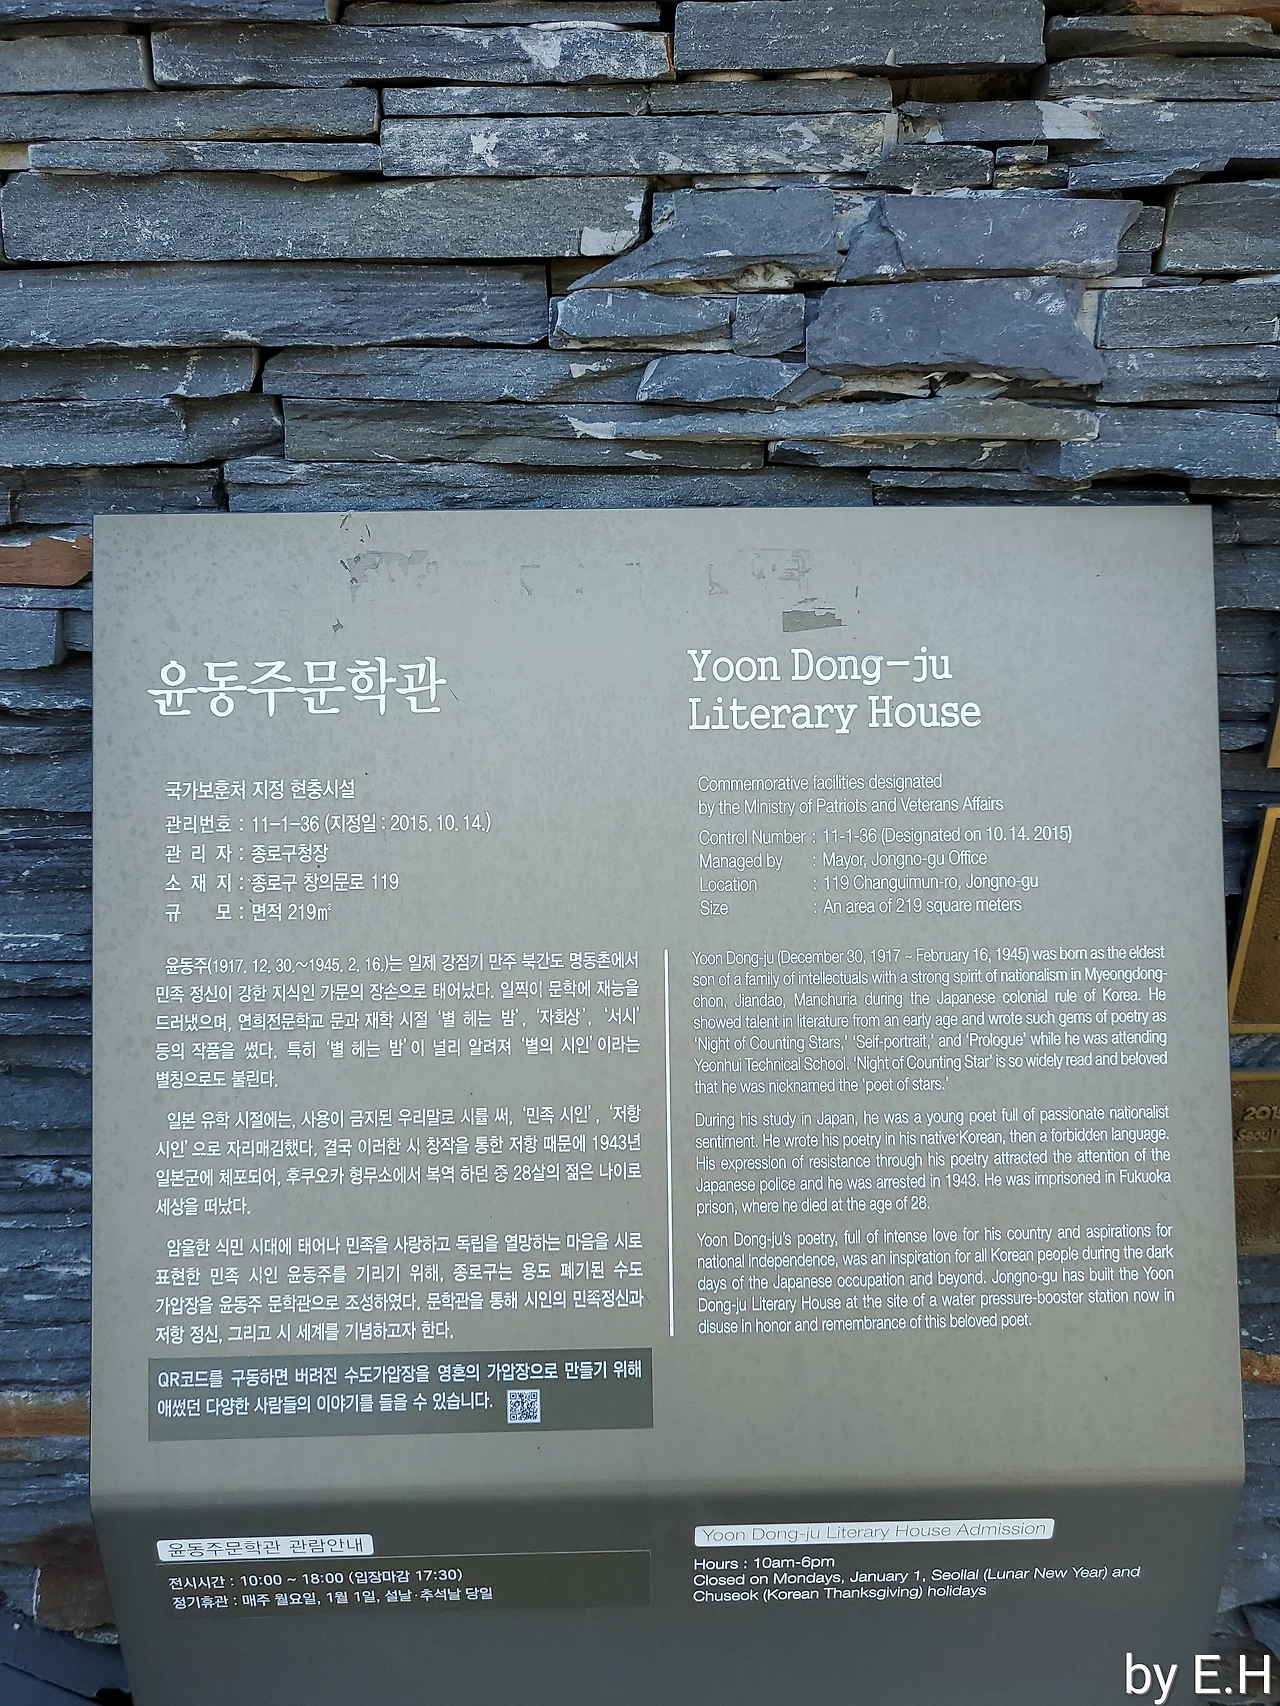 윤동주문학관
국가보훈처 지정 현충시설
관리번호 : 11-1-36 (지정일 : 2015. 10. 14.)
관 리 자 : 종로구청장
소 재 지 : 종로구 창의문로 119
규 모 : 면적 219㎡
윤동주(1917. 12. 30.~1945. 2. 16.)는 일제 강점기 만주 북간도 명동촌에서
민족 정신이 강한 지식인 가문의 장손으로 태어났다. 일찍이 문학에 재능을
드러냈으며, 연희전문학교 문과 재학 시절 '별 헤는 밤', '자화상', '서시'
등의 작품을 썼다. 특히 '별 헤는 밤'이 널리 알려져 '별의 시인'이라는
별칭으로도 불린다.
일본 유학 시절에는, 사용이 금지된 우리말로 시를 써, '민족 시인', '저항
시인'으로 자리매김했다. 결국 이러한 시 창작을 통한 저항 때문에 1943년
일본군에 체포되어, 후쿠오카 형무소에서 복역 하던 중 28살의 젊은 나이로
세상을 떠났다.
암울한 식민 시대에 태어나 민족을 사랑하고 독립을 열망하는 마음을 시로
표현한 민족 시인 윤동주를 기리기 위해, 종로구는 용도 폐기된 수도
가압장을 윤동주 문학관으로 조성하였다. 문학관을 통해 시인의 민족정신과
저항 정신, 그리고 시 세계를 기념하고자 한다.
QR코드를 구동하면 버려진 수도가압장을 영혼의 가압장으로 만들기 위해
애썼던 다양한 사람들의 이야기를 들을 수 있습니다.
Yoon Dong-ju
Literary House
Commemorative facilities designated
by the Ministry of Patriots and Veterans Affairs
Control Number : 11-1-36 (Designated on 10. 14. 2015)
Managed by : Mayor, Jongno-gu Office
Location : 119 Changuimun-ro, Jongno-gu
Size : An area of 219 square meters
Yoon Dong-ju (December 30, 1917 ~ February 16, 1945) was born as the eldest
son of a family of intellectuals with a strong spirit of nationalism in Myeongdong-
chon, Jiandao, Manchuria during the Japanese colonial rule of Korea. He
showed talent in literature from an early age and wrote such gems of poetry as
'Night of Counting Stars,' 'Self-portrait,' and 'Prologue' while he was attending
Yeonhui Technical School. 'Night of Counting Star' is so widely read and beloved
that he was nicknamed the 'poet of stars.'
During his study in Japan, he was a young poet full of passionate nationalist
sentiment. He wrote his poetry in his native Korean, then a forbidden language.
His expression of resistance through his poetry attracted the attention of the
Japanese police and he was arrested in 1943. He was imprisoned in Fukuoka
prison, where he died at the age of 28.
Yoon Dong-ju's poetry, full of intense love for his country and aspirations for
national independence, was an inspiration for all Korean people during the dark
days of the Japanese occupation and beyond. Jongno-gu has built the Yoon
Dong-ju Literary House at the site of a water pressure-booster station now in
disuse in honor and remembrance of this beloved poet.
윤동주문학관 관람안내
전시시간 : 10:00 ~ 18:00 (입장마감 17:30)
정기휴관 : 매주 월요일, 1월 1일, 설날·추석날 당일
Yoon Dong-ju Literary House Admission
Hours : 10am-6pm
Closed on Mondays, January 1, Seollal (Lunar New Year) and
Chuseok (Korean Thanksgiving) holidays
by E.H